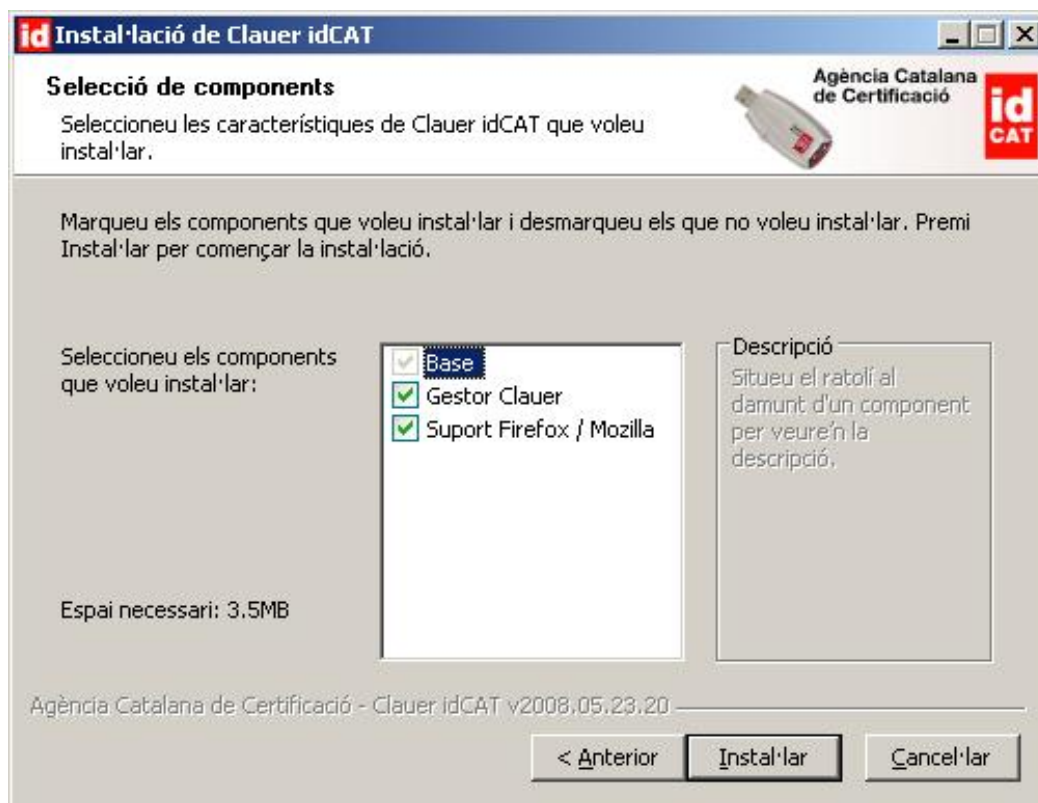 id Instal·lació de Clauer idCAT
Selecció de components
Seleccioneu les característiques de Clauer idCAT que voleu
instal·lar.
Agència Catalana
de Certificació
id
CAT
Marqueu els components que voleu instal·lar i desmarqueu els que no voleu instal·lar. Premi
Instal·lar per començar la instal·lació.
Seleccioneu els components
que voleu instal·lar:
Base
Gestor Clauer
Suport Firefox / Mozilla
Descripció
Situeu el ratolí al
damunt d'un component
per veure'n la
descripció.
Espai necessari: 3.5MB
Agència Catalana de Certificació - Clauer idCAT v2008.05.23.20
< Anterior
Instal·lar
Cancel·lar